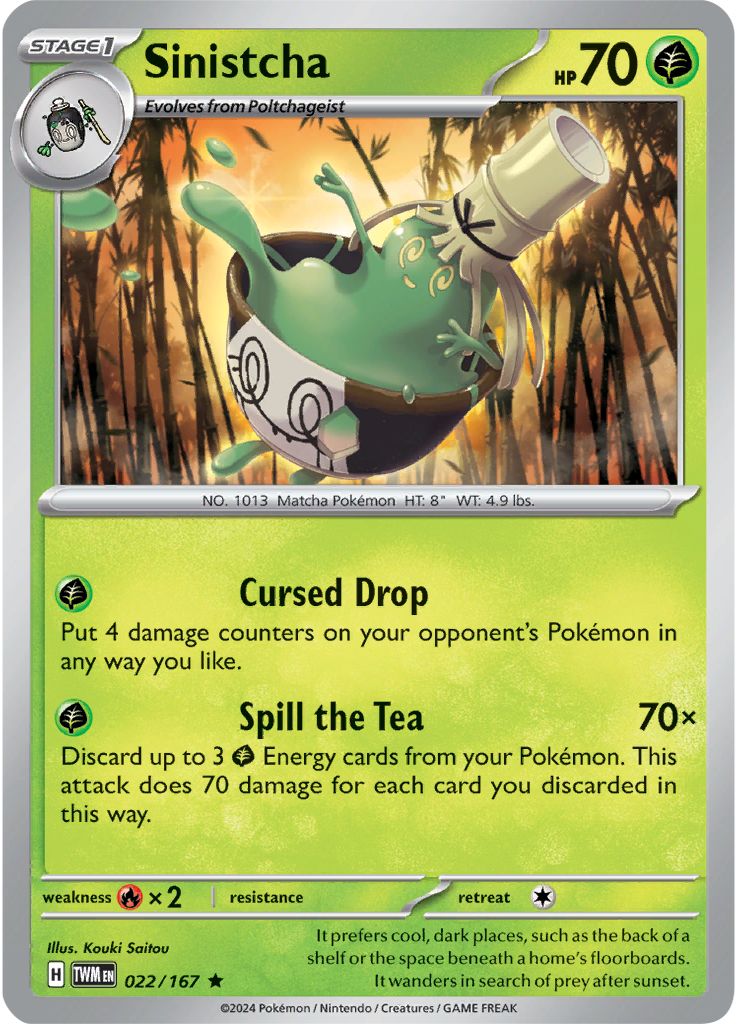 STAGE 1
Sinistcha
HP 70
Evolves from Poltchageist
NO. 1013 Matcha Pokémon HT: 8" WT: 4.9 lbs.
Cursed Drop
Put 4 damage counters on your opponent's Pokémon in
any way you like.
Spill the Tea 70×
Discard up to 3 Energy cards from your Pokémon. This
attack does 70 damage for each card you discarded in
this way.
weakness ×2 resistance retreat
Illus. Kouki Saitou
It prefers cool, dark places, such as the back of a
shelf or the space beneath a home's floorboards.
It wanders in search of prey after sunset.
H TWM EN 022/167 ★
©2024 Pokémon / Nintendo / Creatures / GAME FREAK